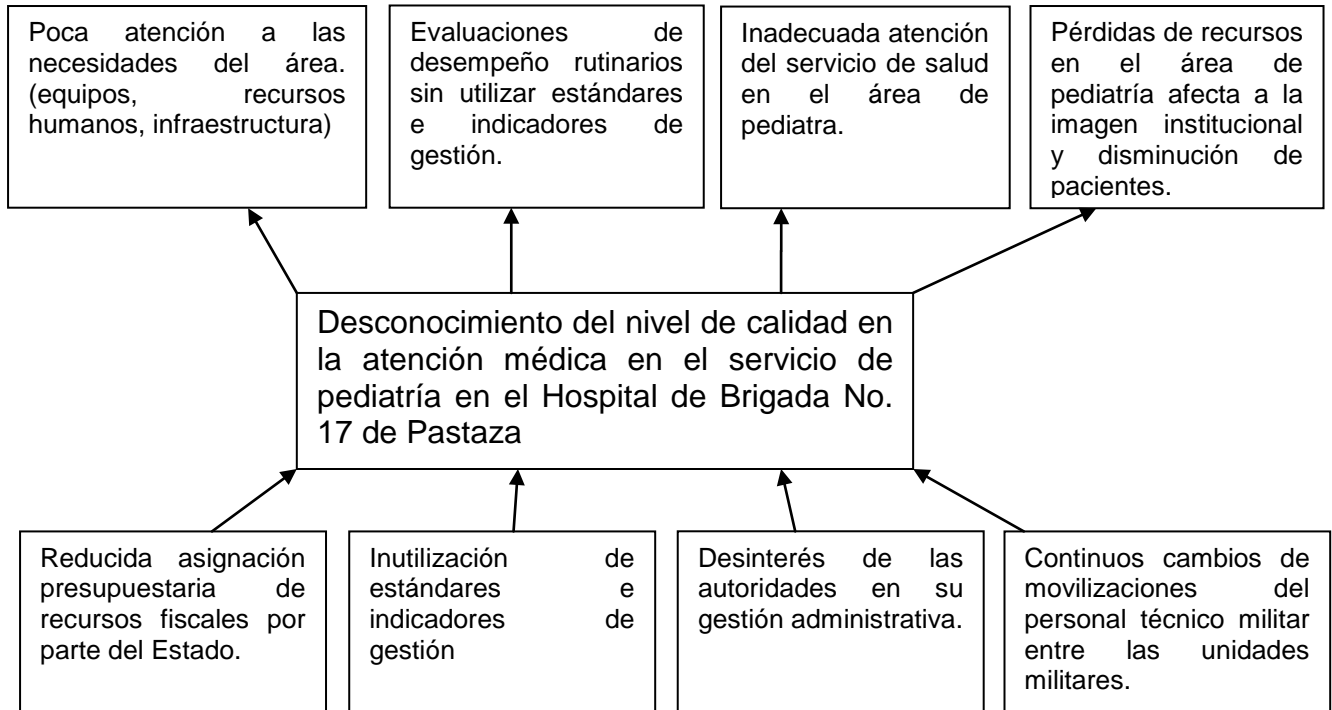 Poca atención a las
necesidades del área.
(equipos, recursos
humanos, infraestructura)
Evaluaciones de
desempeño rutinarios
sin utilizar estándares
e indicadores de
gestión.
Inadecuada atención
del servicio de salud
en el área de
pediatra.
Pérdidas de recursos
en el área de
pediatría afecta a la
imagen institucional
y disminución de
pacientes.
Desconocimiento del nivel de calidad en
la atención médica en el servicio de
pediatría en el Hospital de Brigada No.
17 de Pastaza
Reducida asignación
presupuestaria de
recursos fiscales por
parte del Estado.
Inutilización de
estándares e
indicadores de
gestión
Desinterés de las
autoridades en su
gestión administrativa.
Continuos cambios de
movilizaciones del
personal técnico militar
entre las unidades
militares.